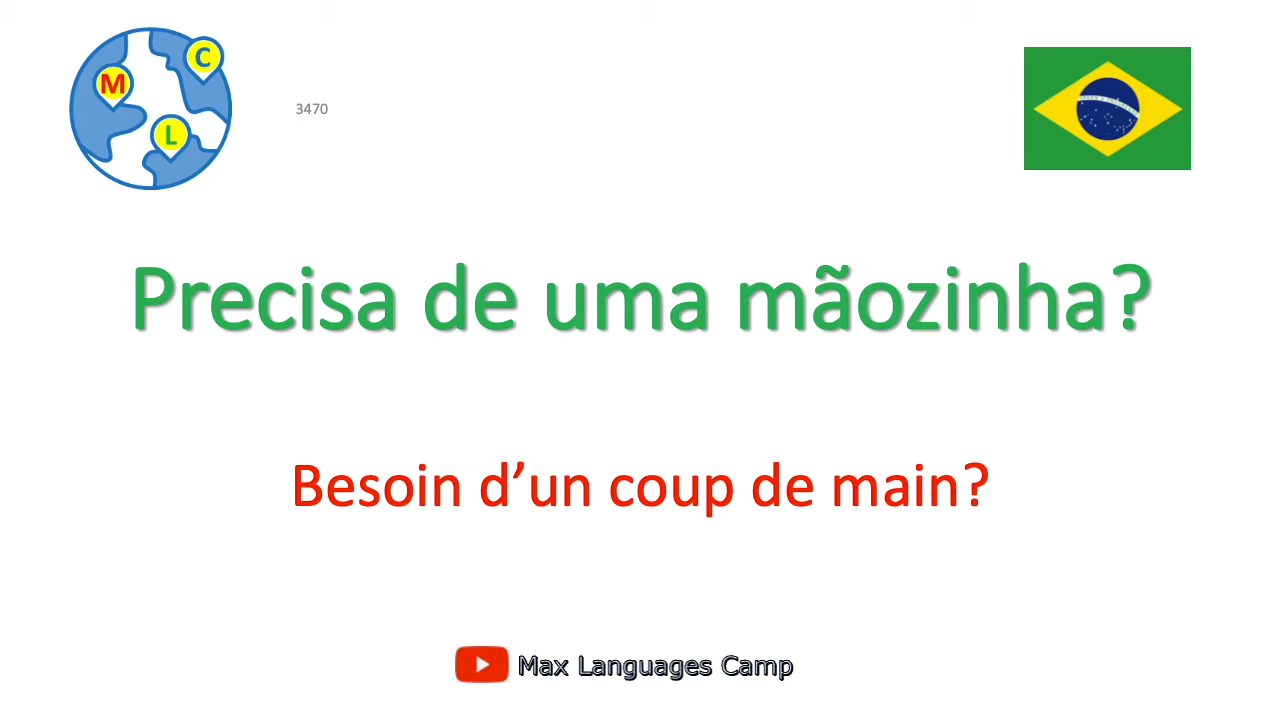 M
C
L
3470
Precisa de uma mãozinha?
Besoin d’un coup de main?
Max Languages Camp